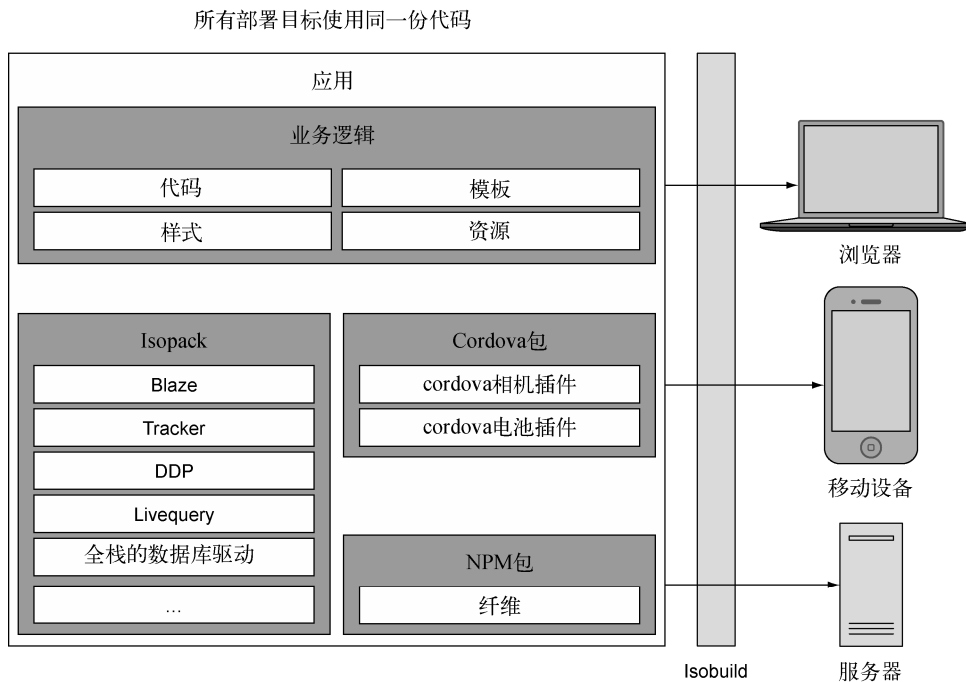 所有部署目标使用同一份代码
应用
业务逻辑
代码
模板
样式
资源
Isopack
Blaze
Tracker
DDP
Livequery
全栈的数据库驱动
…
Cordova包
cordova相机插件
cordova电池插件
NPM包
纤维
Isobuild
浏览器
移动设备
服务器